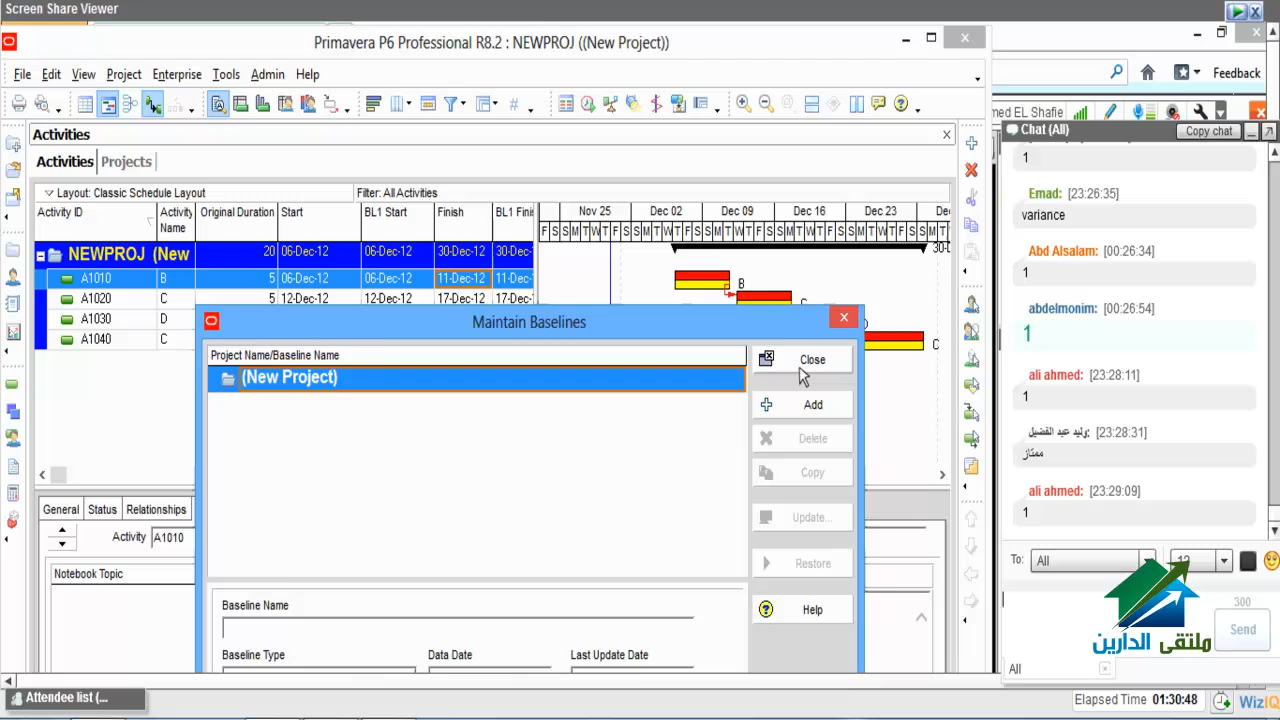 Screen Share Viewer
Primavera P6 Professional R8.2 : NEWPROJ ((New Project))
File Edit View Project Enterprise Tools Admin Help
Feedback
med EL Shafie
Activities
Activities Projects
Layout: Classic Schedule Layout Filter: All Activities
Activity ID Activity Name Original Duration Start BL1 Start Finish BL1 Fini
Nov 25 Dec 02 Dec 09 Dec 16 Dec 23 De
F S S M T W T F S S M T W T F S S M T W T F S S M T W T F S S M T W T F S S M T W
NEWPROJ (New 20 06-Dec-12 06-Dec-12 30-Dec-12 30-Dec- 30-D
A1010 B 5 06-Dec-12 06-Dec-12 11-Dec-12 11-Dec- B
A1020 C 5 12-Dec-12 12-Dec-12 17-Dec-12 17-Dec- C
A1030 D
A1040 C C
Maintain Baselines
Project Name/Baseline Name
(New Project)
Close
Add
Delete
Copy
Update...
Restore
Help
Baseline Name
Baseline Type Data Date Last Update Date
General Status Relationships
Activity A1010
Notebook Topic
Chat (All) Copy chat
1
Emad: [23:26:35]
variance
Abd Alsalam: [00:26:34]
1
abdelmonim: [00:26:54]
1
ali ahmed: [23:28:11]
1
وليد عبد الفضيل: [23:28:31]
ممتاز
ali ahmed: [23:29:09]
1
To: All 12
300
Send
ملتقى الدارين
All
Attendee list (...
Elapsed Time 01:30:48
WizIQ